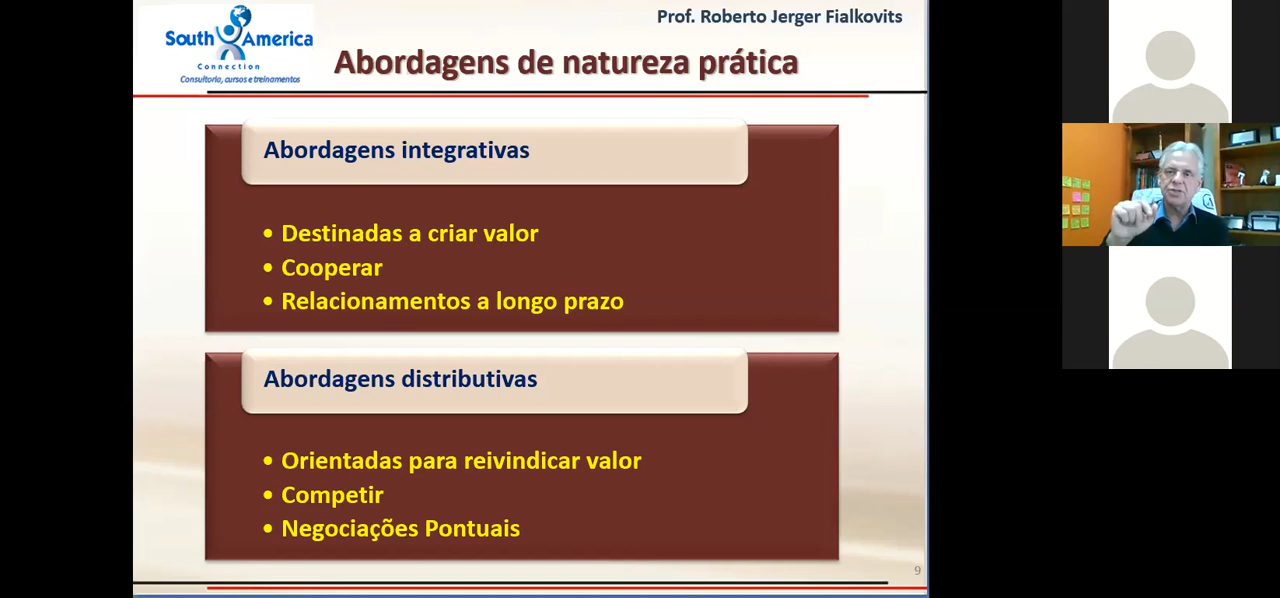 Prof. Roberto Jerger Fialkovits
South America
Connection
Consultoria, cursos e treinamentos
Abordagens de natureza prática
Abordagens integrativas
• Destinadas a criar valor
• Cooperar
• Relacionamentos a longo prazo
Abordagens distributivas
• Orientadas para reivindicar valor
• Competir
• Negociações Pontuais
9